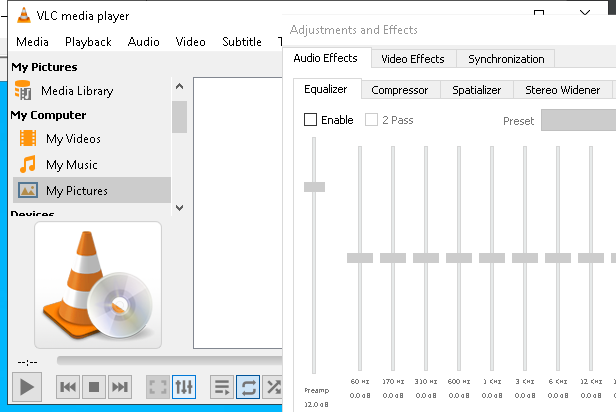 VLC media player
Media Playback Audio Video Subtitle T
My Pictures
Media Library
My Computer
My Videos
My Music
My Pictures
Devices
--:--
Adjustments and Effects
Audio Effects Video Effects Synchronization
Equalizer Compressor Spatializer Stereo Widener
Enable 2 Pass Preset
60 Hz 170 Hz 310 Hz 600 Hz 1 KHz 3 KHz 6 KHz 12 KHz
Preamp 0.0 dB 0.0 dB 0.0 dB 0.0 dB 0.0 dB 0.0 dB 0.0 dB 0.0 dB
12.0 dB